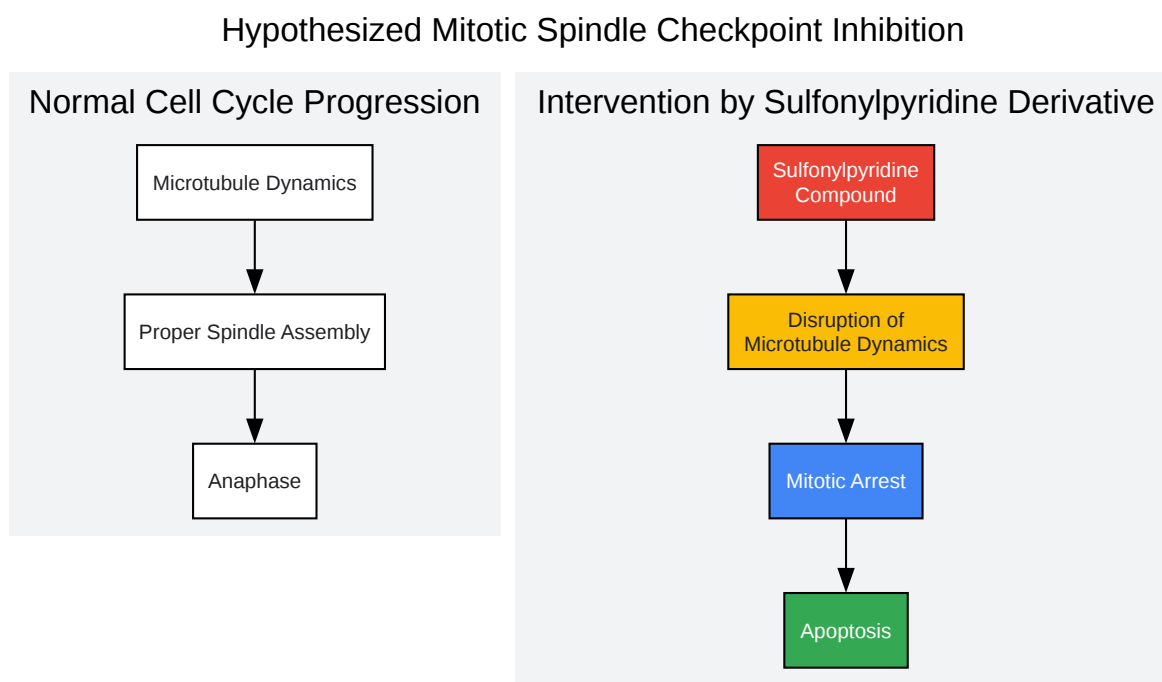 Hypothesized Mitotic Spindle Checkpoint Inhibition
Normal Cell Cycle Progression
Microtubule Dynamics
Proper Spindle Assembly
Anaphase
Intervention by Sulfonylpyridine Derivative
Sulfonylpyridine
Compound
Disruption of
Microtubule Dynamics
Mitotic Arrest
Apoptosis